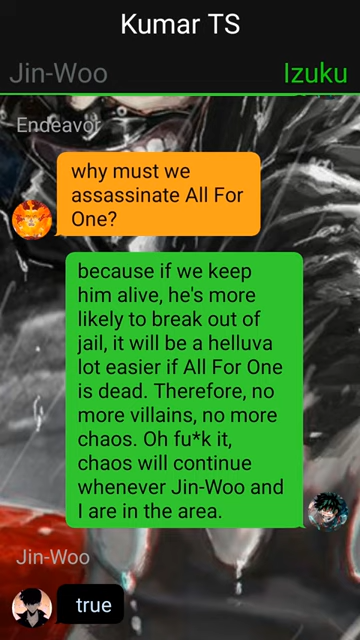 Kumar TS
Jin-Woo Izuku
Endeavor
why must we
assassinate All For
One?
because if we keep
him alive, he's more
likely to break out of
jail, it will be a helluva
lot easier if All For One
is dead. Therefore, no
more villains, no more
chaos. Oh fu*k it,
chaos will continue
whenever Jin-Woo and
I are in the area.
Jin-Woo
true